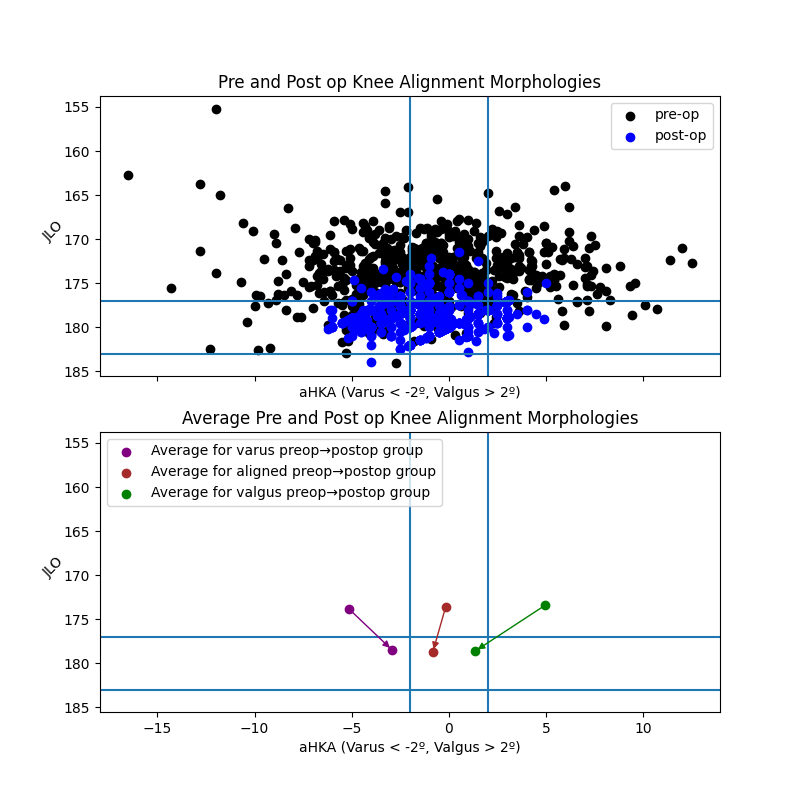 Pre and Post op Knee Alignment Morphologies
155
160
165
170
175
180
185
JLO
pre-op
post-op
aHKA (Varus < -2º, Valgus > 2º)
Average Pre and Post op Knee Alignment Morphologies
155
160
165
170
175
180
185
JLO
Average for varus preop→postop group
Average for aligned preop→postop group
Average for valgus preop→postop group
−15 −10 −5 0 5 10
aHKA (Varus < -2º, Valgus > 2º)